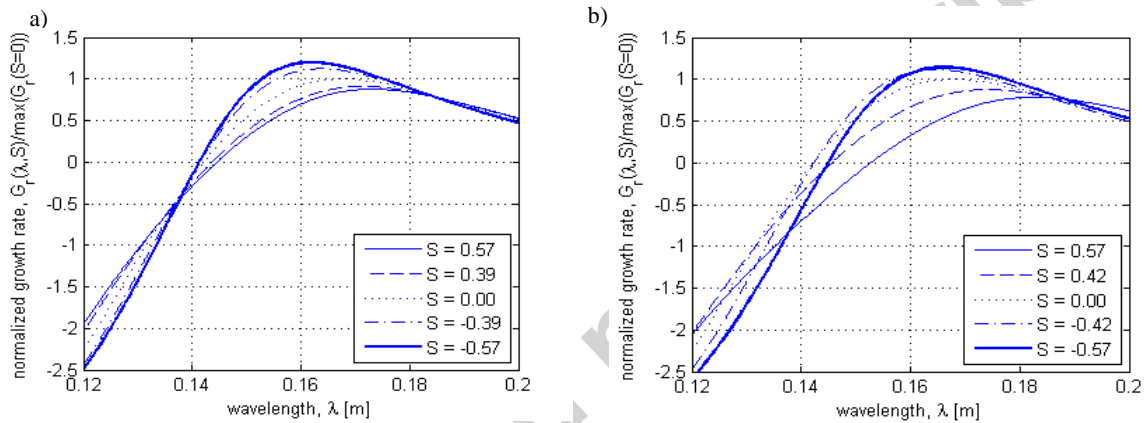 a)
normalized growth rate, G_r(λ,S)/max(G_r(S=0))
1.5
1
0.5
0
-0.5
-1
-1.5
-2
-2.5
0.12
0.14
0.16
0.18
0.2
wavelength, λ [m]
S = 0.57
S = 0.39
S = 0.00
S = -0.39
S = -0.57
b)
normalized growth rate, G_r(λ,S)/max(G_r(S=0))
1.5
1
0.5
0
-0.5
-1
-1.5
-2
-2.5
0.12
0.14
0.16
0.18
0.2
wavelength, λ [m]
S = 0.57
S = 0.42
S = 0.00
S = -0.42
S = -0.57